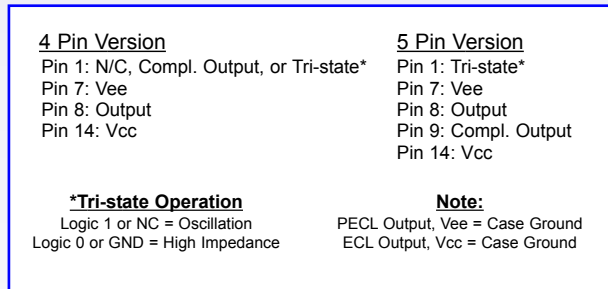 4 Pin Version
Pin 1: N/C, Compl. Output, or Tri-state*
Pin 7: Vee
Pin 8: Output
Pin 14: Vcc
5 Pin Version
Pin 1: Tri-state*
Pin 7: Vee
Pin 8: Output
Pin 9: Compl. Output
Pin 14: Vcc
*Tri-state Operation
Logic 1 or NC = Oscillation
Logic 0 or GND = High Impedance
Note:
PECL Output, Vee = Case Ground
ECL Output, Vcc = Case Ground